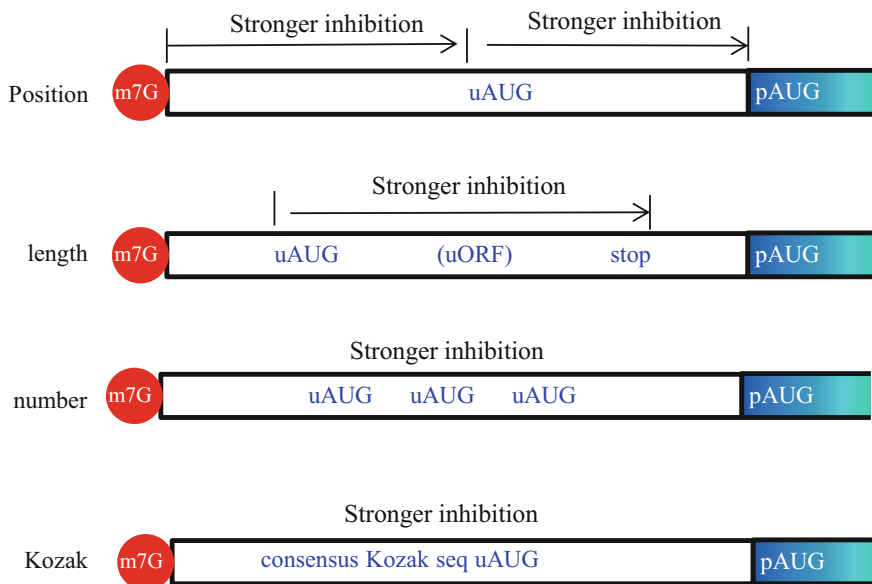 Stronger inhibition Stronger inhibition
Position m7G uAUG pAUG
Stronger inhibition
length m7G uAUG (uORF) stop pAUG
Stronger inhibition
number m7G uAUG uAUG uAUG pAUG
Stronger inhibition
Kozak m7G consensus Kozak seq uAUG pAUG